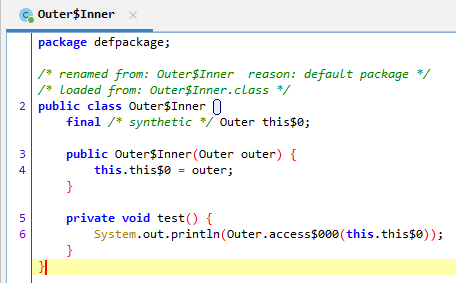 Outer$Inner
package defpackage;
/* renamed from: Outer$Inner  reason: default package */
/* loaded from: Outer$Inner.class */
2 public class Outer$Inner {
final /* synthetic */ Outer this$0;
3 public Outer$Inner(Outer outer) {
4 this.this$0 = outer;
}
5 private void test() {
6 System.out.println(Outer.access$000(this.this$0));
}
}